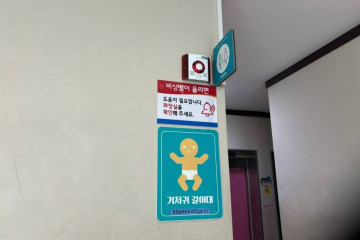 비상벨이 울리면
도움이 필요합니다.
화장실을
확인해 주세요.
기저귀 갈이대